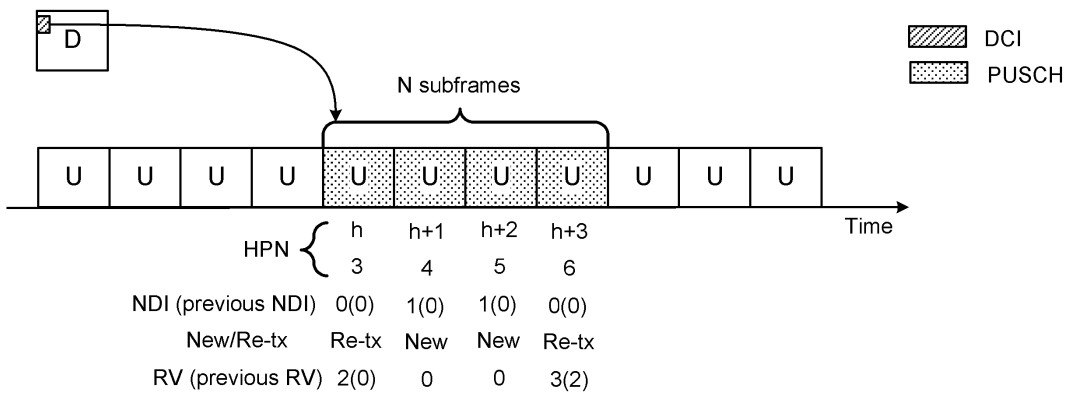 D
DCI
PUSCH
N subframes
U U U U U U U U U U U
Time
HPN
h h+1 h+2 h+3
3 4 5 6
NDI (previous NDI) 0(0) 1(0) 1(0) 0(0)
New/Re-tx Re-tx New New Re-tx
RV (previous RV) 2(0) 0 0 3(2)